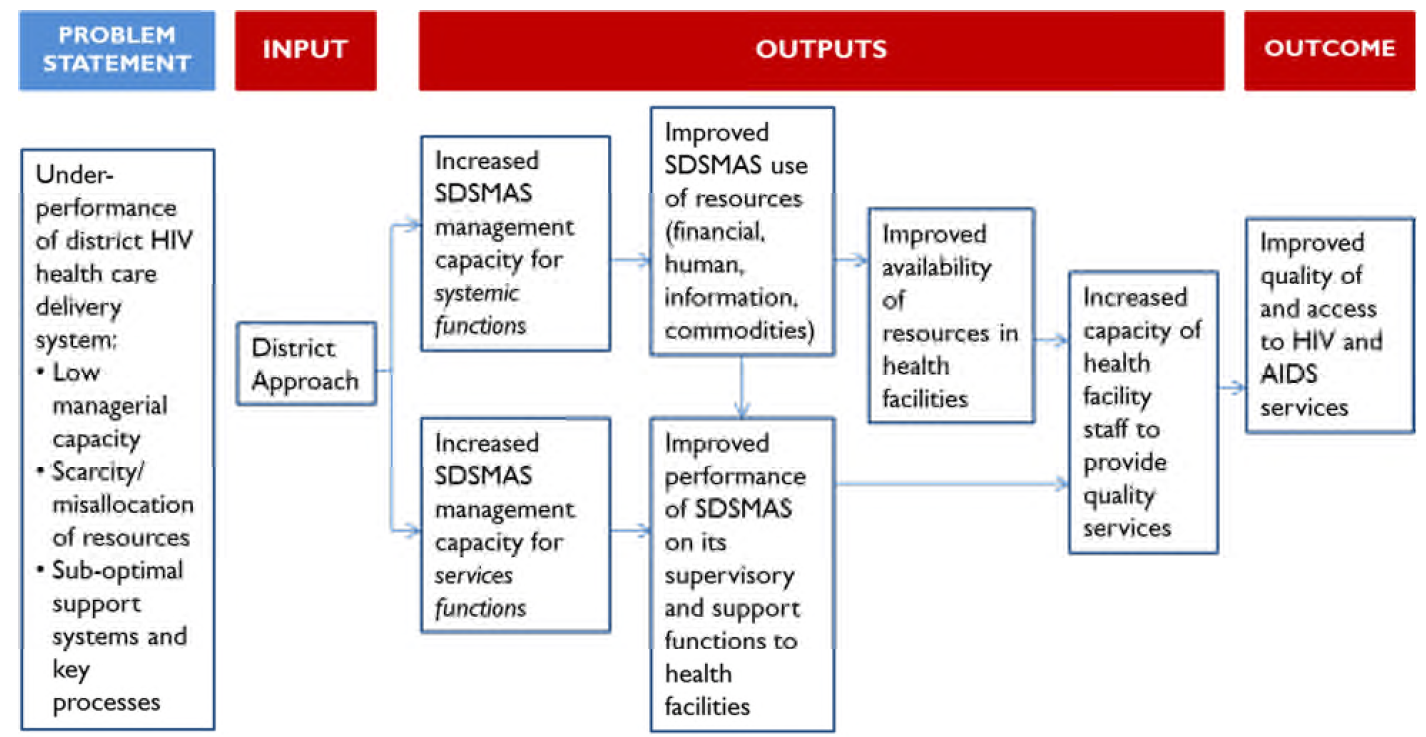 PROBLEM
STATEMENT
INPUT
OUTPUTS
OUTCOME
Under-
performance
of district HIV
health care
delivery
system:
• Low
managerial
capacity
• Scarcity/
misallocation
of resources
• Sub-optimal
support
systems and
key
processes
District
Approach
Increased
SDSMAS
management
capacity for
systemic
functions
Increased
SDSMAS
management
capacity for
services
functions
Improved
SDSMAS use
of resources
(financial,
human,
information,
commodities)
Improved
performance
of SDSMAS
on its
supervisory
and support
functions to
health
facilities
Improved
availability
of
resources in
health
facilities
Increased
capacity of
health
facility
staff to
provide
quality
services
Improved
quality of
and access
to HIV and
AIDS
services